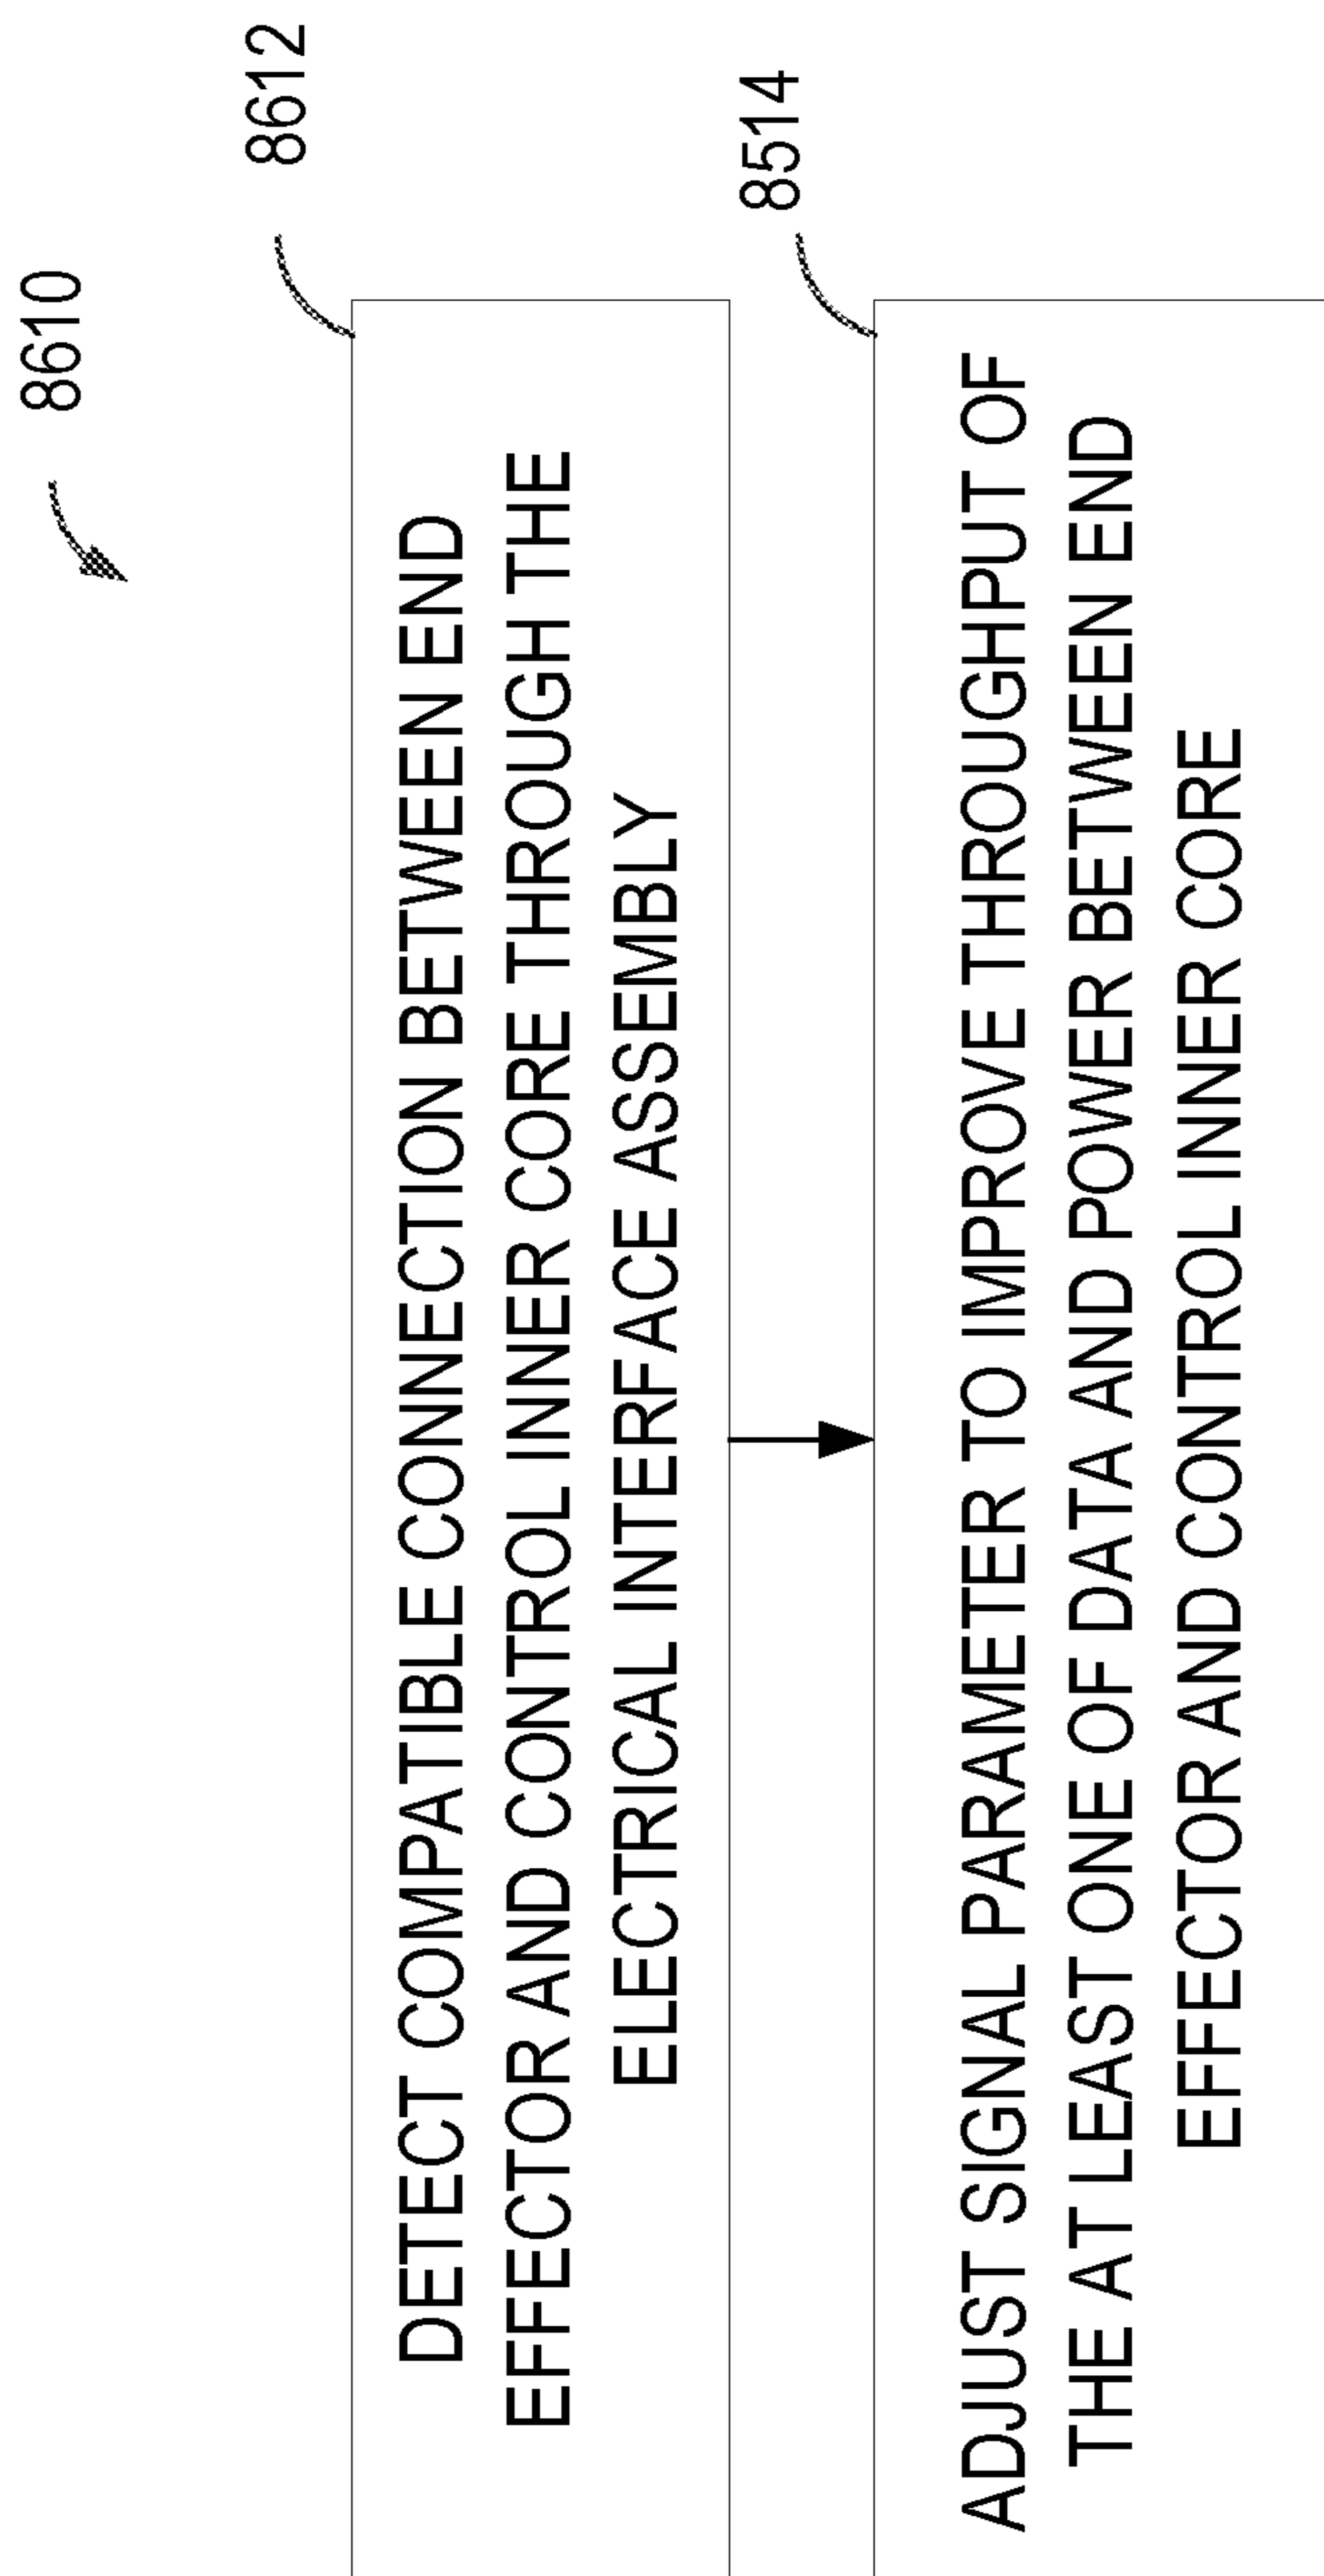 8610
8612
DETECT COMPATIBLE CONNECTION BETWEEN END
EFFECTOR AND CONTROL INNER CORE THROUGH THE
ELECTRICAL INTERFACE ASSEMBLY
8514
ADJUST SIGNAL PARAMETER TO IMPROVE THROUGHPUT OF
THE AT LEAST ONE OF DATA AND POWER BETWEEN END
EFFECTOR AND CONTROL INNER CORE